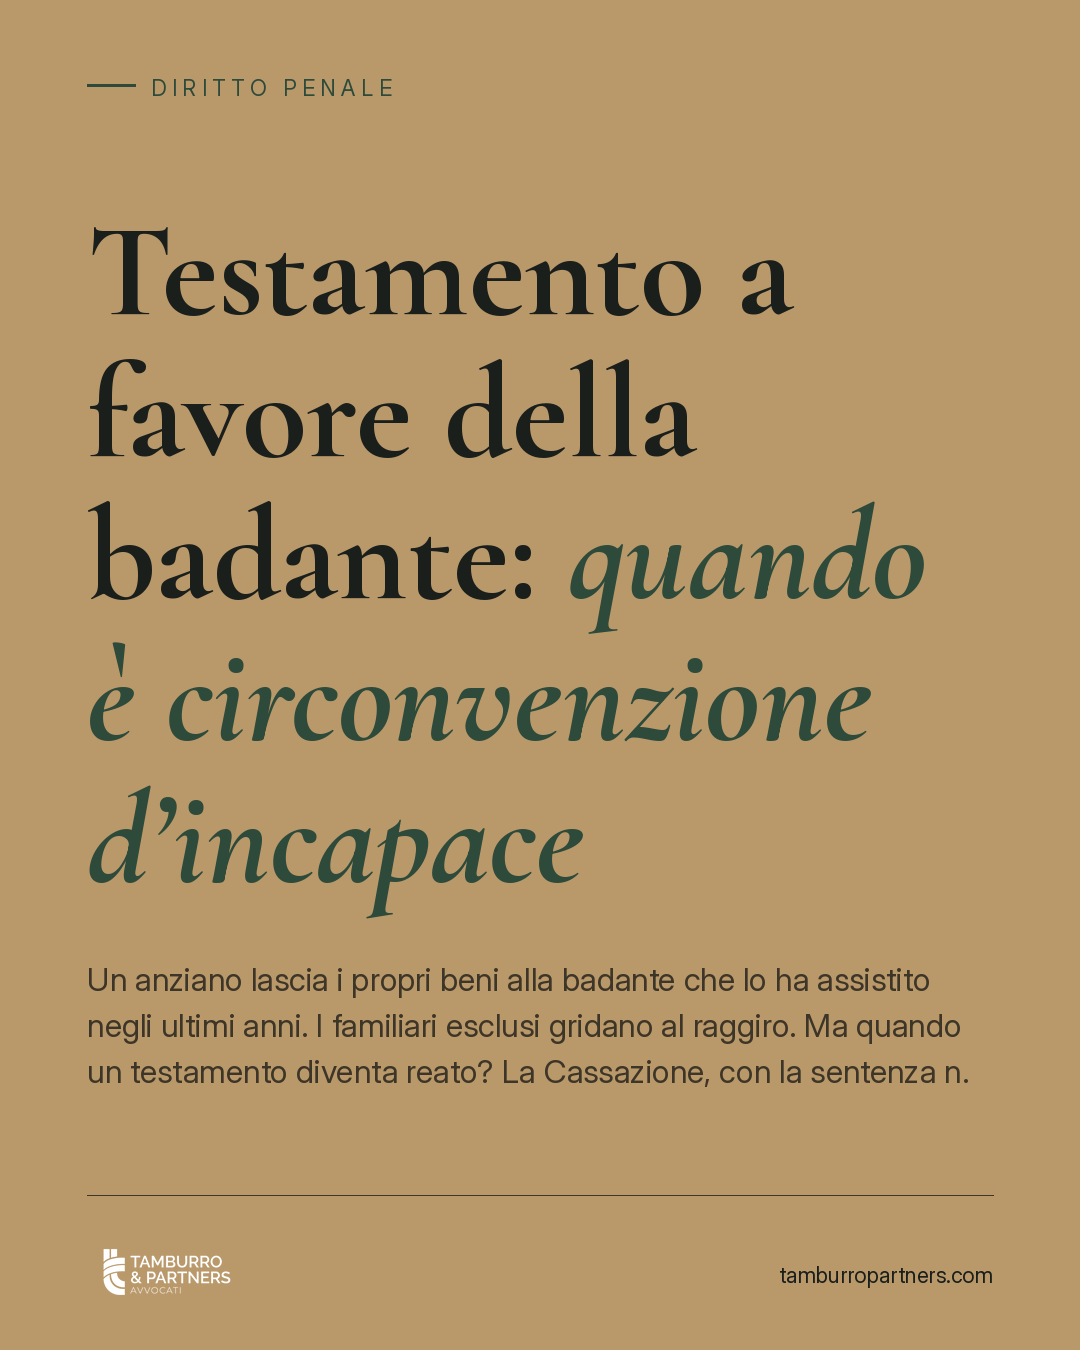 DIRITTO PENALE
Testamento a
favore della
badante: quando
è circonvenzione
d’incapace
Un anziano lascia i propri beni alla badante che lo ha assistito
negli ultimi anni. I familiari esclusi gridano al raggiro. Ma quando
un testamento diventa reato? La Cassazione, con la sentenza n.
TAMBURRO
& PARTNERS
AVVOCATI
tamburropartners.com